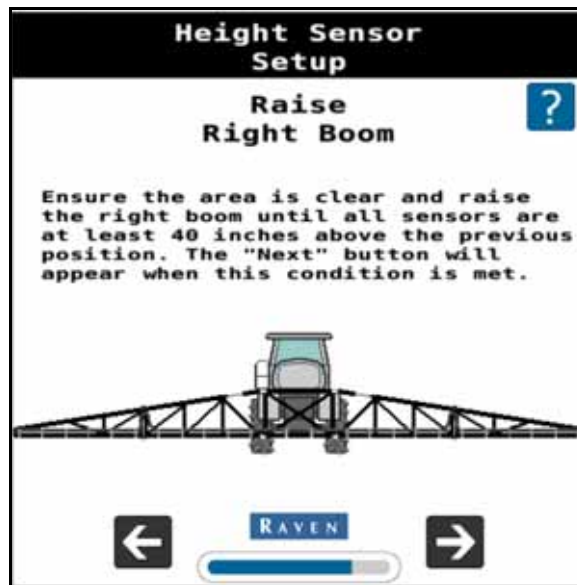 Height Sensor
Setup
Raise
Right Boom
?
Ensure the area is clear and raise
the right boom until all sensors are
at least 40 inches above the previous
position. The "Next" button will
appear when this condition is met.
RAVEN